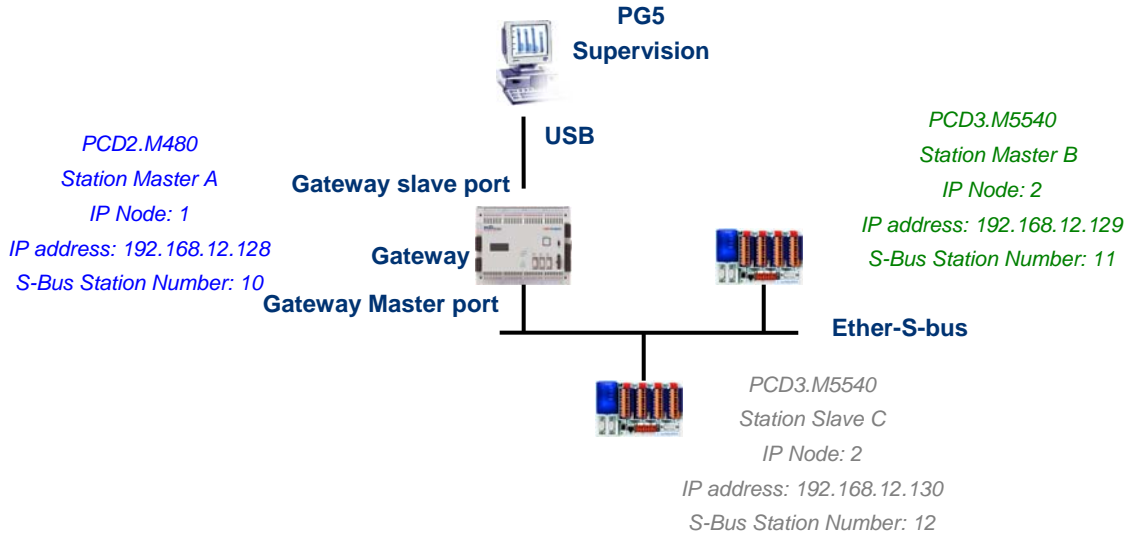 PG5
Supervision
USB
PCD2.M480
Station Master A
IP Node: 1
IP address: 192.168.12.128
S-Bus Station Number: 10
Gateway slave port
Gateway
Gateway Master port
PCD3.M5540
Station Master B
IP Node: 2
IP address: 192.168.12.129
S-Bus Station Number: 11
Ether-S-bus
PCD3.M5540
Station Slave C
IP Node: 2
IP address: 192.168.12.130
S-Bus Station Number: 12